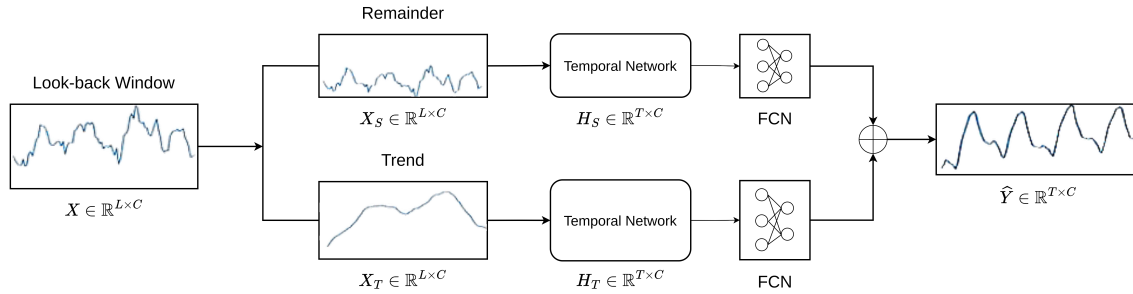 Remainder
Look-back Window
Temporal Network
X_S ∈ ℝ^{L×C}
H_S ∈ ℝ^{T×C}
FCN
Trend
X ∈ ℝ^{L×C}
Temporal Network
Ŷ ∈ ℝ^{T×C}
X_T ∈ ℝ^{L×C}
H_T ∈ ℝ^{T×C}
FCN